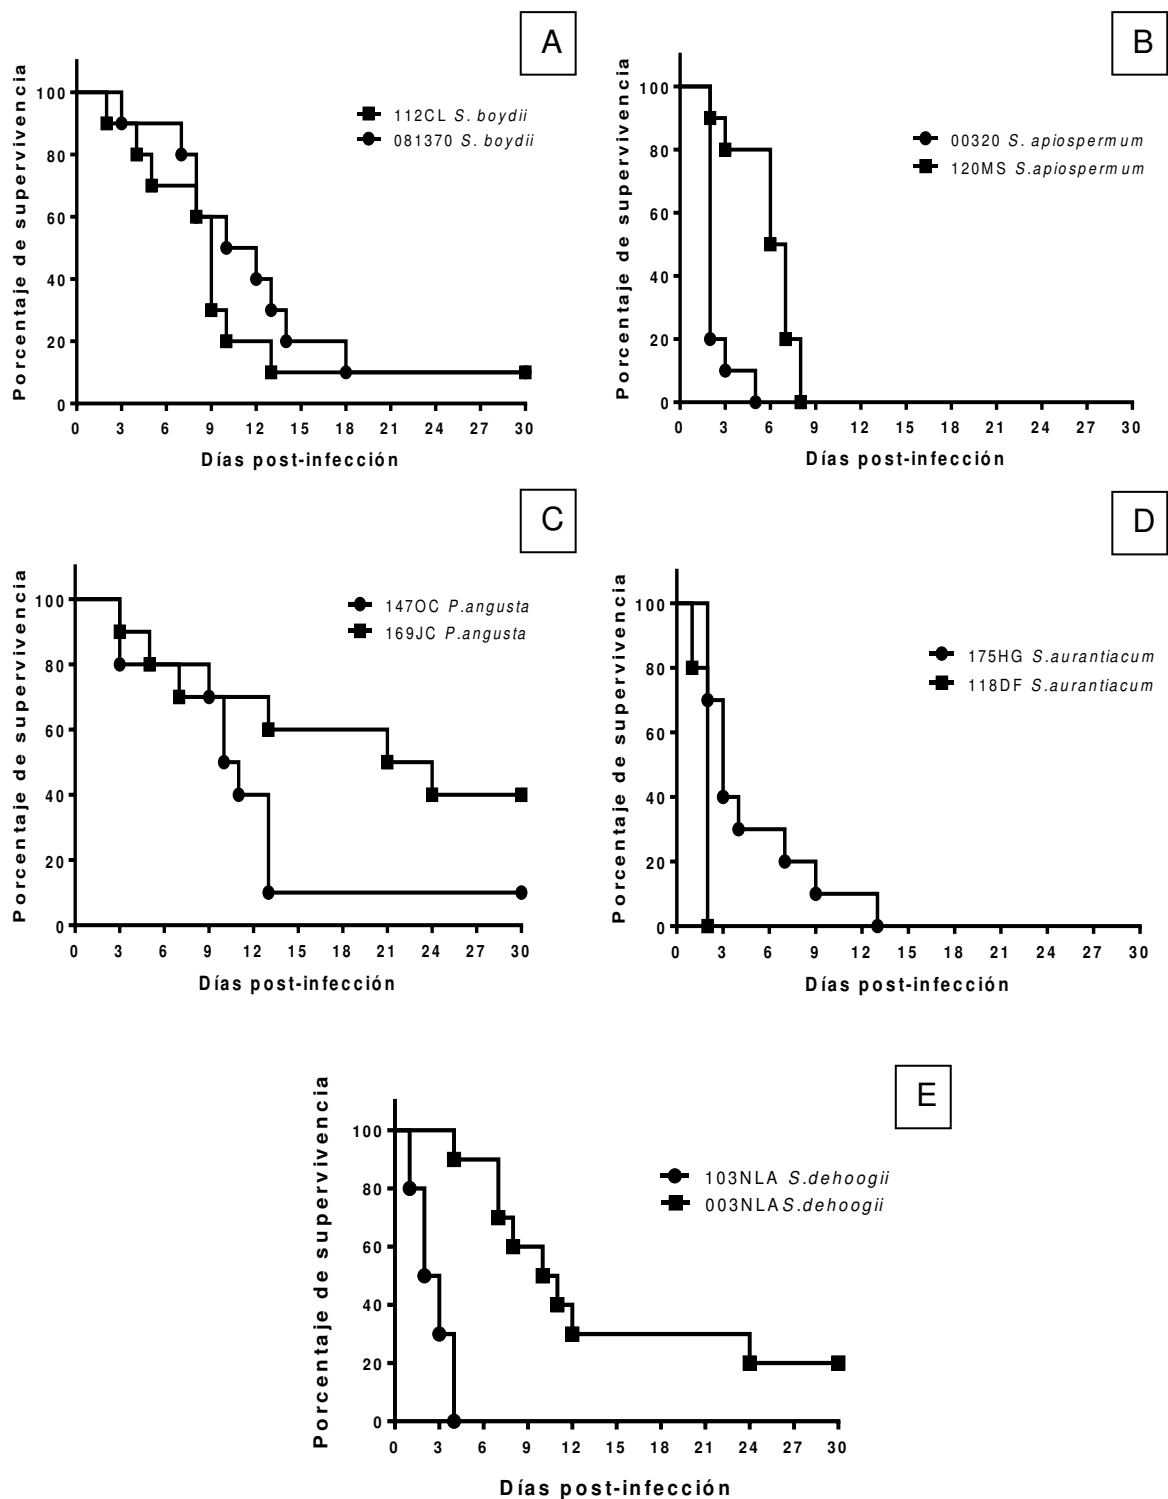 A
Porcentaje de supervivencia
100
80
60
40
20
0
0 3 6 9 12 15 18 21 24 27 30
Días post-infección
112CL S. boydii
081370 S. boydii
B
Porcentaje de supervivencia
100
80
60
40
20
0
0 3 6 9 12 15 18 21 24 27 30
Días post-infección
00320 S. apiospermum
120MS S.apiospermum
C
Porcentaje de supervivencia
100
80
60
40
20
0
0 3 6 9 12 15 18 21 24 27 30
Días post-infección
147OC P.angusta
169JC P.angusta
D
Porcentaje de supervivencia
100
80
60
40
20
0
0 3 6 9 12 15 18 21 24 27 30
Días post-infección
175HG S.aurantiacum
118DF S.aurantiacum
E
Porcentaje de supervivencia
100
80
60
40
20
0
0 3 6 9 12 15 18 21 24 27 30
Días post-infección
103NLA S.dehoogii
003NLAS.dehoogii